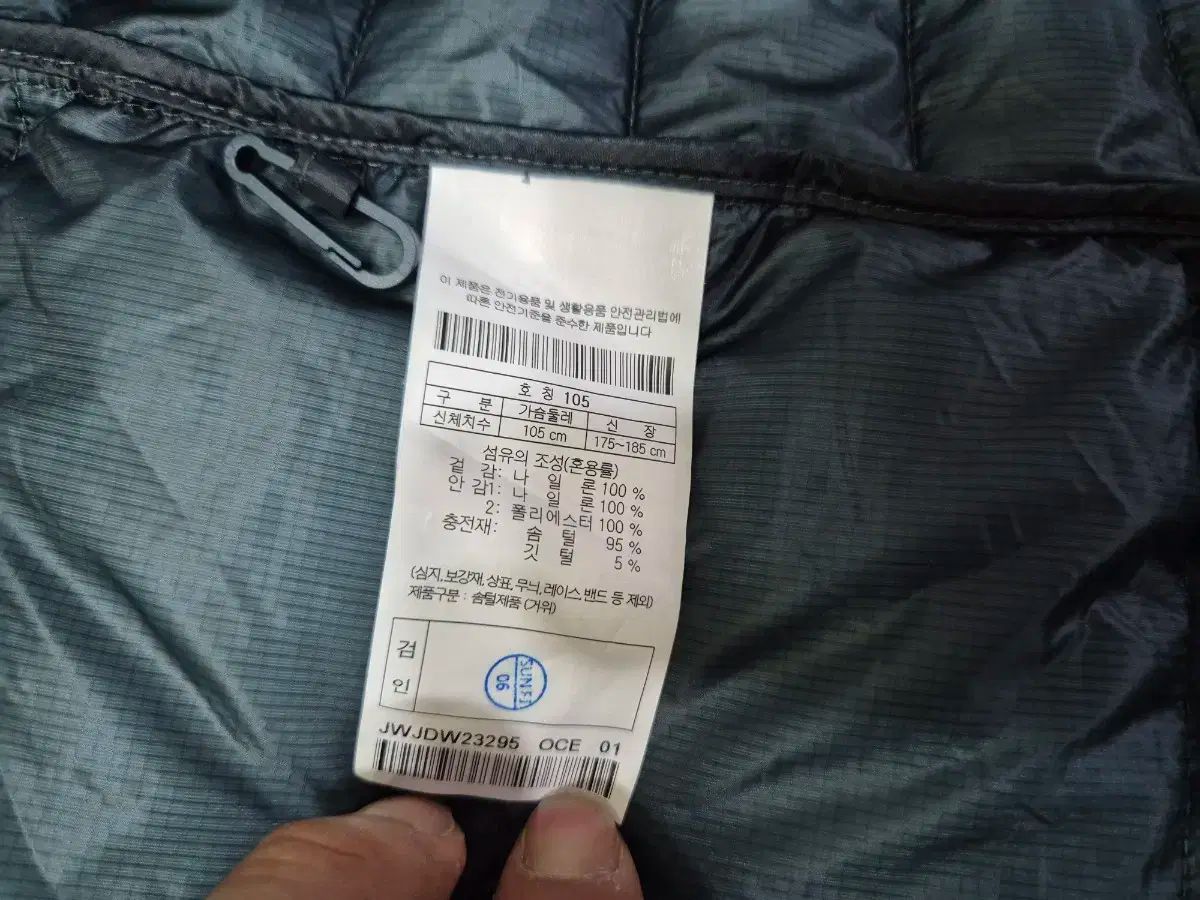 이 제품은 전기용품 및 생활용품 안전관리법에
따른 안전기준을 준수한 제품입니다
호 칭 105
구 분 가슴둘레 신 장
신체치수 105 cm 175~185 cm
섬유의 조성(혼용률)
겉 감: 나 일 론 100 %
안 감1: 나 일 론 100 %
2: 폴리에스터 100 %
충전재: 솜 털 95 %
깃 털 5 %
(심지,보강재,상표,무늬,레이스,밴드 등 제외)
제품구분 : 솜털제품 (거위)
검
인
SUNFI
06
JWJDW23295 OCE 01